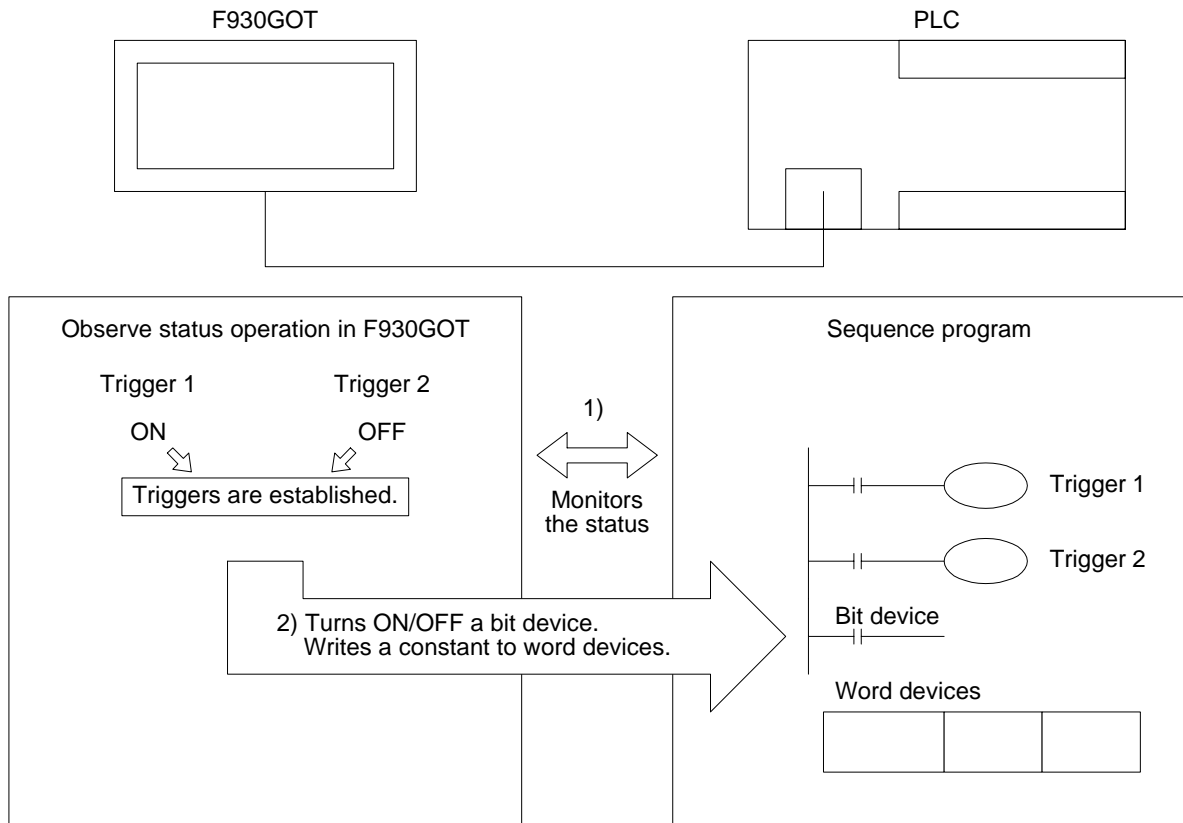 F930GOT
PLC
Observe status operation in F930GOT
Trigger 1
Trigger 2
ON
OFF
Triggers are established.
1)
Monitors
the status
2) Turns ON/OFF a bit device.
Writes a constant to word devices.
Sequence program
Trigger 1
Trigger 2
Bit device
Word devices